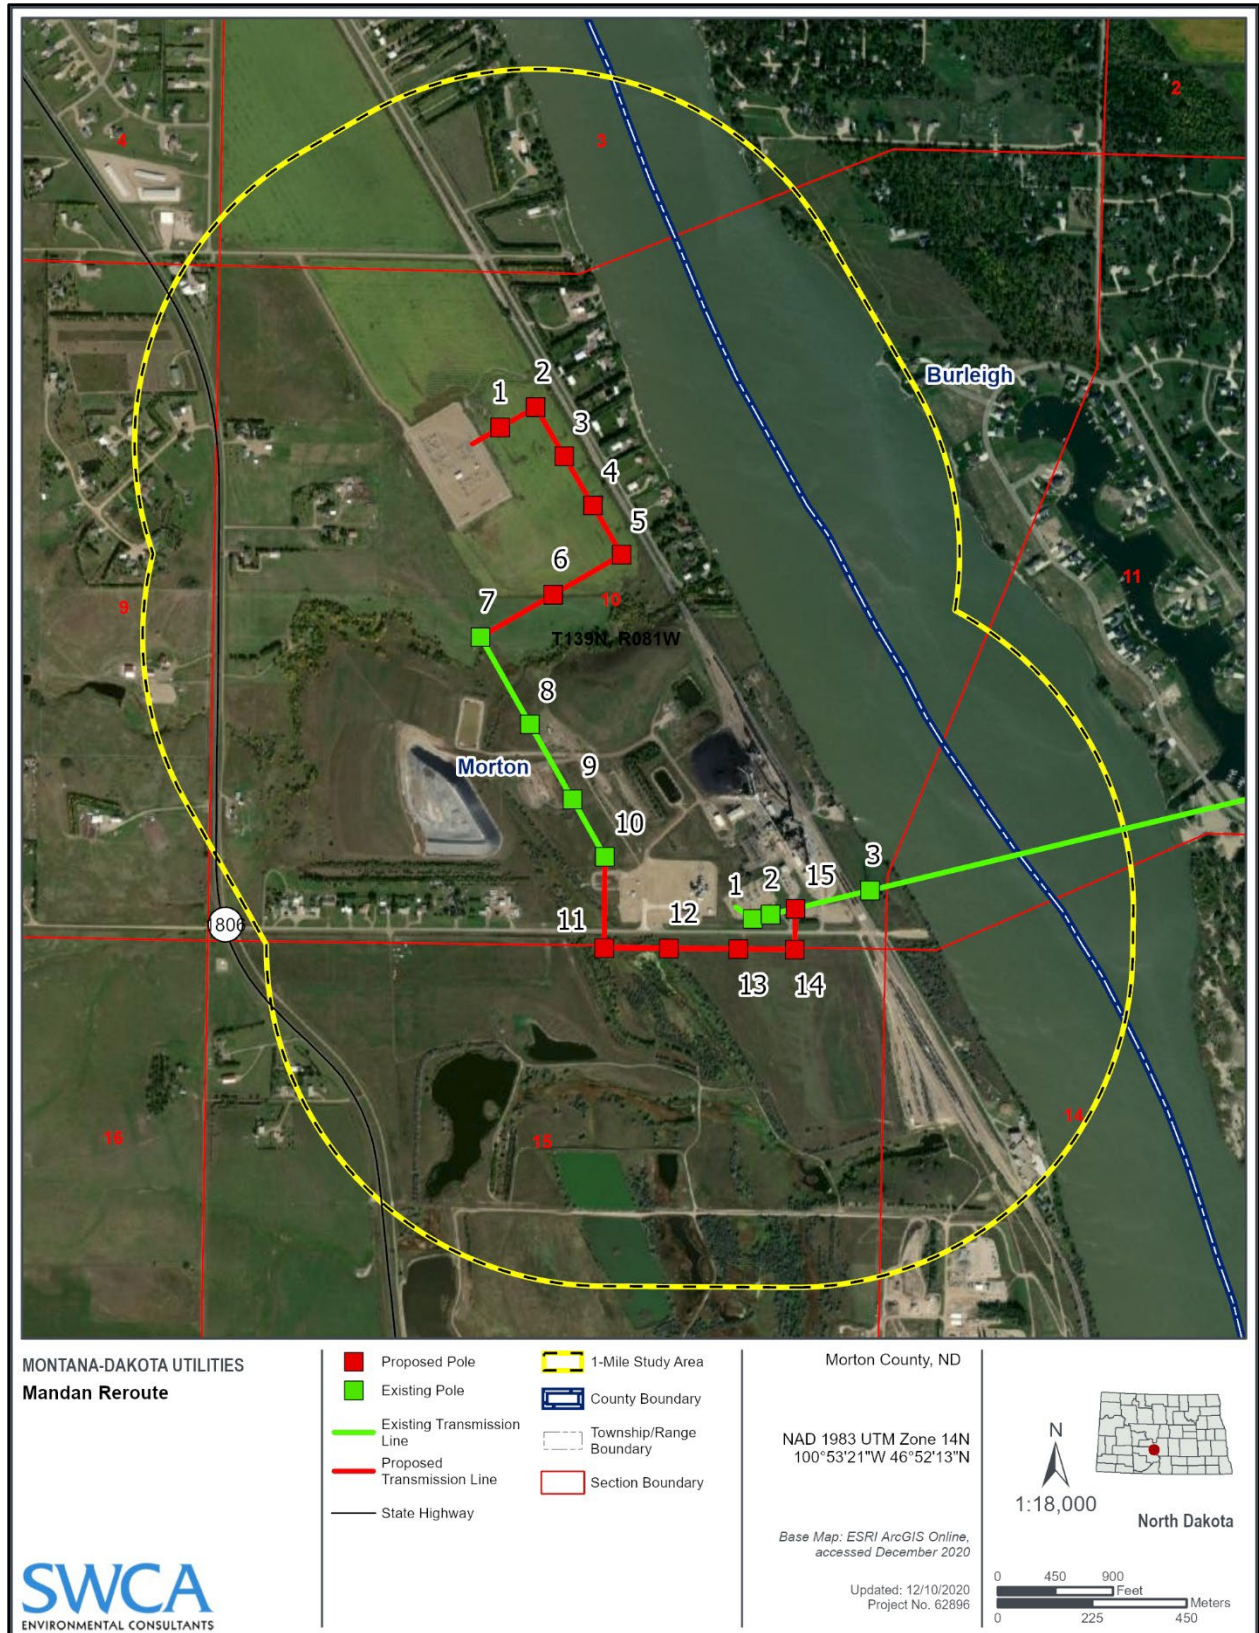 4
3
2
Burleigh
1
2
3
4
5
6
10
7
T139N, R081W
11
9
8
Morton
9
10
3
1
2
15
1806
11
12
13
14
16
15
14
MONTANA-DAKOTA UTILITIES
Mandan Reroute
SWCA
ENVIRONMENTAL CONSULTANTS
Proposed Pole
Existing Pole
Existing Transmission
Line
Proposed
Transmission Line
State Highway
1-Mile Study Area
County Boundary
Township/Range
Boundary
Section Boundary
Morton County, ND
NAD 1983 UTM Zone 14N
100°53'21"W 46°52'13"N
Base Map: ESRI ArcGIS Online,
accessed December 2020
Updated: 12/10/2020
Project No. 62896
N
1:18,000
North Dakota
0 450 900
Feet
Meters
0 225 450